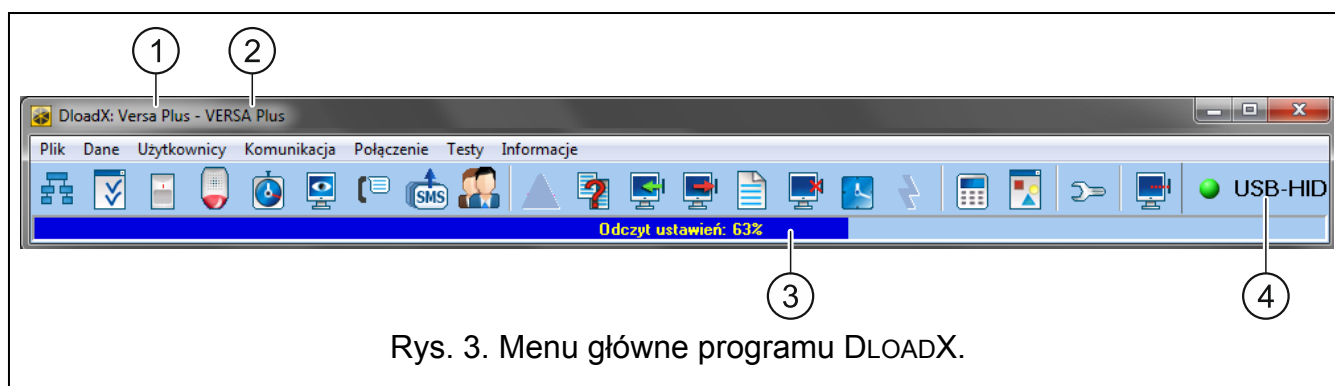 1 2
DloadX: Versa Plus - VERSA Plus
Plik Dane Użytkownicy Komunikacja Połączenie Testy Informacje
SMS ? USB-HID
Odczyt ustawień: 63%
3 4
Rys. 3. Menu główne programu DLOADX.